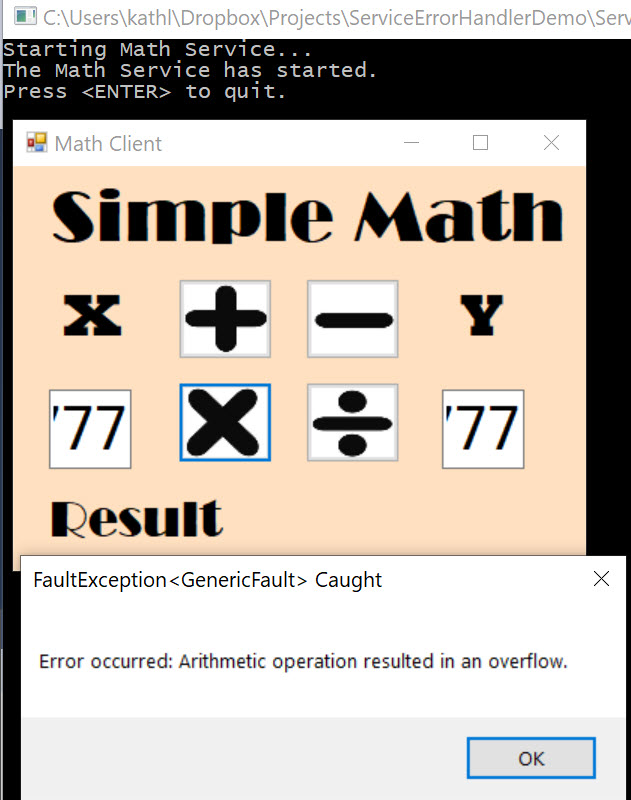 C:\Users\kathl\Dropbox\Projects\ServiceErrorHandlerDemo\Serv
Starting Math Service...
The Math Service has started.
Press <ENTER> to quit.
Math Client
Simple Math
X + − Y
77 × ÷ 77
Result
FaultException<GenericFault> Caught
Error occurred: Arithmetic operation resulted in an overflow.
OK